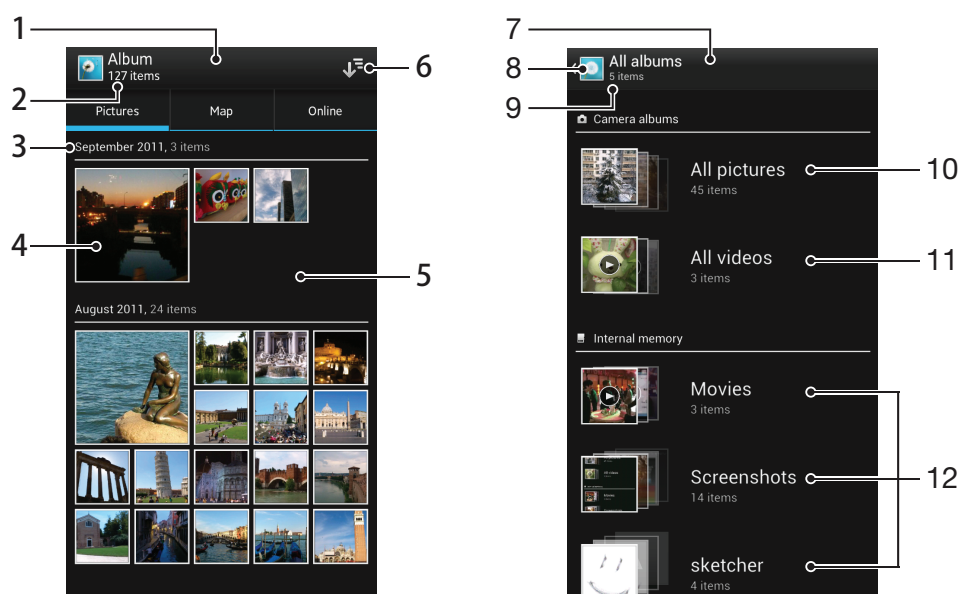 1
Album
127 items
6
2
Pictures
Map
Online
3
September 2011, 3 items
4
5
August 2011, 24 items
7
All albums
8
5 items
9
Camera albums
All pictures
10
45 items
All videos
11
3 items
Internal memory
Movies
3 items
Screenshots
12
14 items
sketcher
4 items